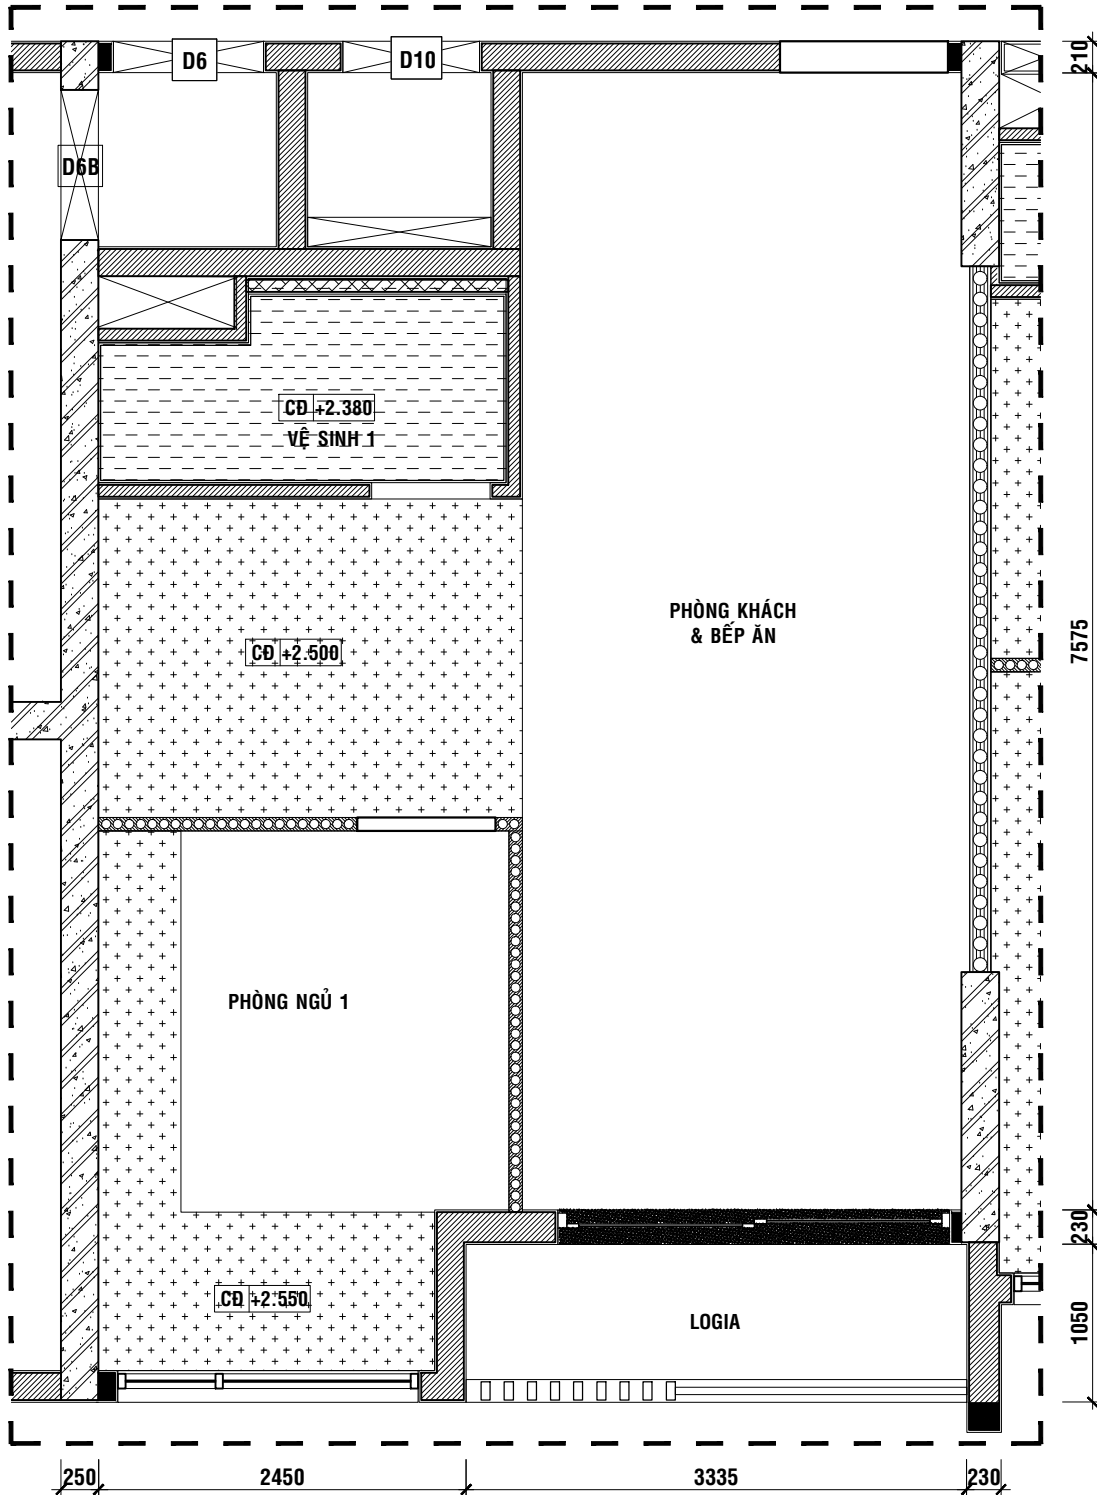 D6
D10
210
D6B
CĐ +2.380
VỆ SINH 1
PHÒNG KHÁCH
& BẾP ĂN
7575
CĐ +2.500
PHÒNG NGỦ 1
230
CĐ +2.550
LOGIA
1050
250
2450
3335
230